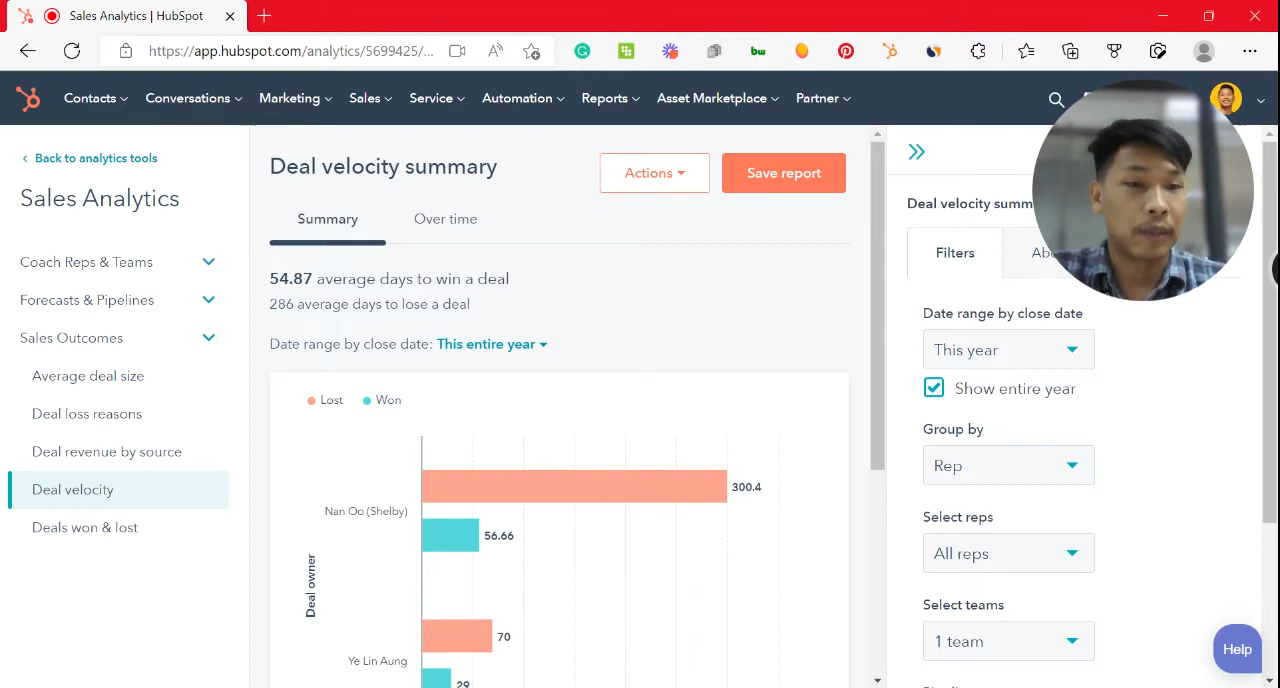 Sales Analytics | HubSpot
https://app.hubspot.com/analytics/5699425/...
Contacts
Conversations
Marketing
Sales
Service
Automation
Reports
Asset Marketplace
Partner
Back to analytics tools
Sales Analytics
Coach Reps & Teams
Forecasts & Pipelines
Sales Outcomes
Average deal size
Deal loss reasons
Deal revenue by source
Deal velocity
Deals won & lost
Deal velocity summary
Actions
Save report
Summary
Over time
54.87 average days to win a deal
286 average days to lose a deal
Date range by close date: This entire year
Lost
Won
Deal owner
Nan Oo (Shelby)
300.4
56.66
Ye Lin Aung
70
29
Deal velocity summ
Filters
Date range by close date
This year
Show entire year
Group by
Rep
Select reps
All reps
Select teams
1 team
Help